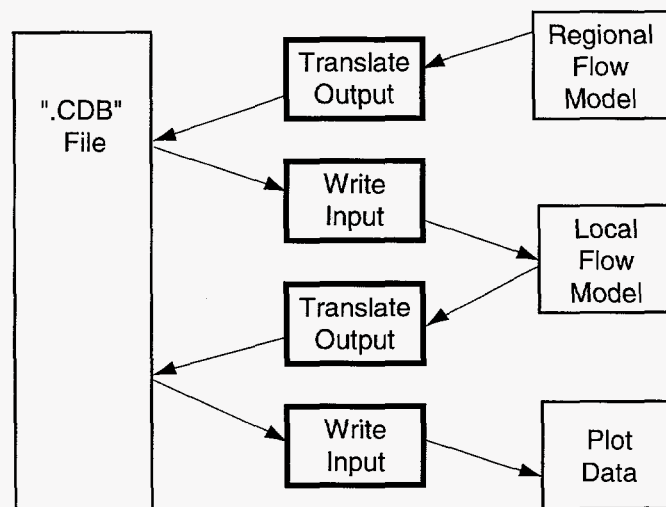 ".CDB"
File
Translate
Output
Regional
Flow
Model
Write
Input
Local
Flow
Model
Translate
Output
Write
Input
Plot
Data